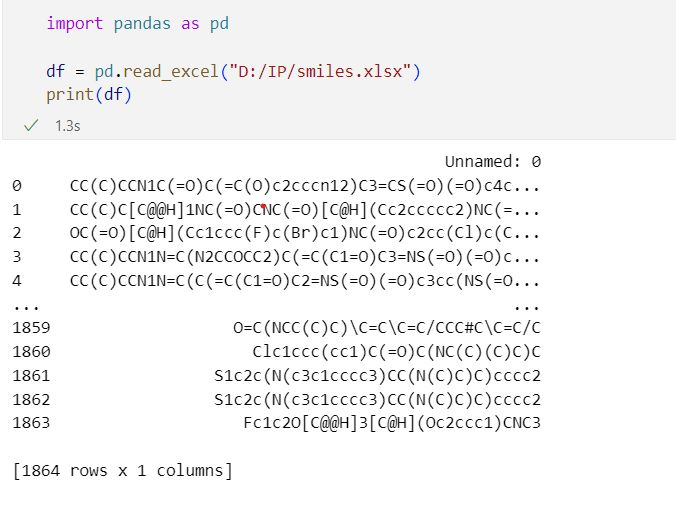 import pandas as pd
df = pd.read_excel("D:/IP/smiles.xlsx")
print(df)
1.3s
Unnamed: 0
0 CC(C)CCN1C(=O)C(=C(O)c2cccn12)C3=CS(=O)(=O)c4c...
1 CC(C)C[C@@H]1NC(=O)CNC(=O)[C@H](Cc2ccccc2)NC(=...
2 OC(=O)[C@H](Cc1ccc(F)c(Br)c1)NC(=O)c2cc(Cl)c(C...
3 CC(C)CCN1N=C(N2CCOCC2)C(=C(C1=O)C3=NS(=O)(=O)c...
4 CC(C)CCN1N=C(C(=C(C1=O)C2=NS(=O)(=O)c3cc(NS(=O...
... ...
1859 O=C(NCC(C)C)\C=C\C=C/CCC#C\C=C/C
1860 Clc1ccc(cc1)C(=O)C(NC(C)(C)C)C
1861 S1c2c(N(c3c1cccc3)CC(N(C)C)C)cccc2
1862 S1c2c(N(c3c1cccc3)CC(N(C)C)C)cccc2
1863 Fc1c2O[C@@H]3[C@H](Oc2ccc1)CNC3
[1864 rows x 1 columns]